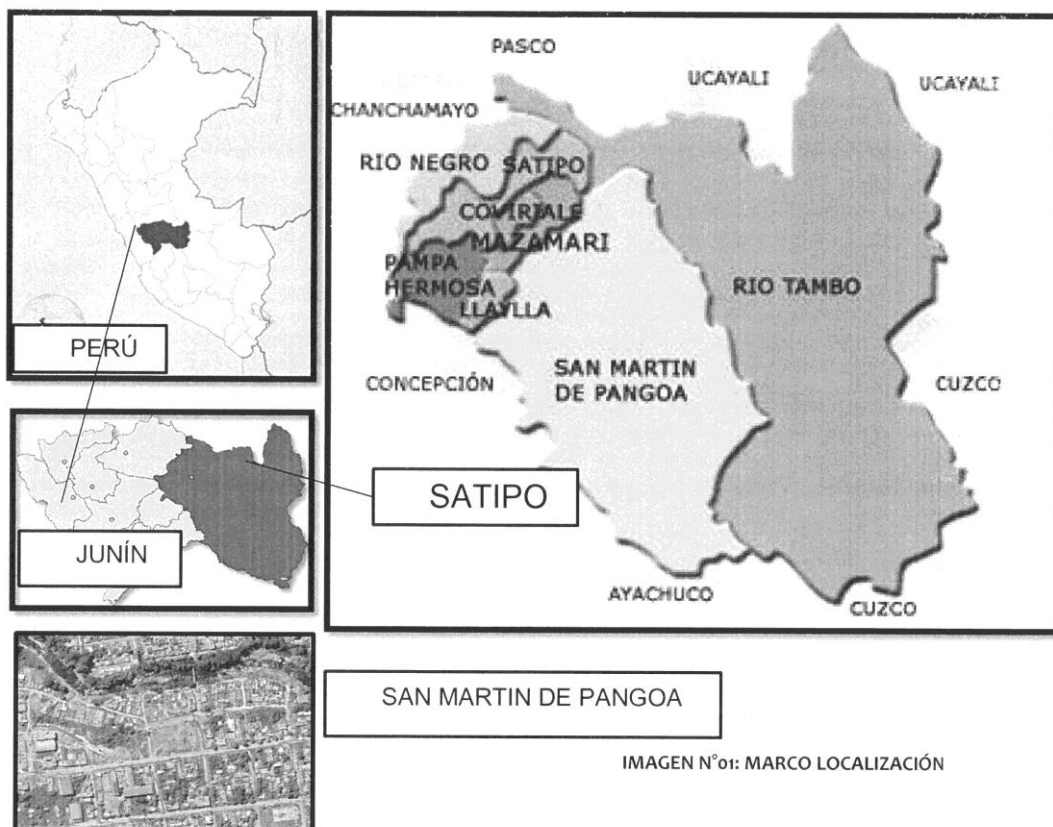 PERÚ
JUNÍN
PASCO
UCAYALI
UCAYALI
CHANCHAMAYO
RIO NEGRO
SATIPO
COVIRIALE
MAZAMARI
PAMPA
HERMOSA
LLAYLLA
RIO TAMBO
SAN MARTIN
DE PANGOA
CONCEPCIÓN
CUZCO
SATIPO
AYACHUCO
CUZCO
SAN MARTIN DE PANGOA
IMAGEN N°01: MARCO LOCALIZACIÓN